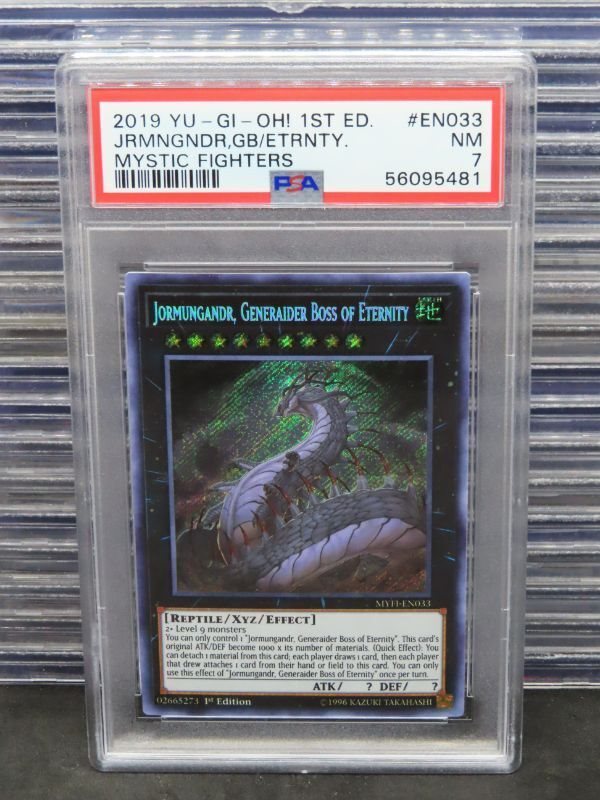 2019 YU-GI-OH! 1ST ED. #EN033
JRMNGNDR,GB/ETRNTY. NM
MYSTIC FIGHTERS 7
PSA 56095481
JORMUNGANDR, GENERAIDER BOSS OF ETERNITY
EARTH
地
MYFI-EN033
[REPTILE/XYZ/EFFECT]
2+ Level 9 monsters
You can only control 1 "Jormungandr, Generaider Boss of Eternity". This card's
original ATK/DEF become 1000 x its number of materials. (Quick Effect): You
can detach 1 material from this card; each player draws 1 card, then each player
that drew attaches 1 card from their hand or field to this card. You can only
use this effect of "Jormungandr, Generaider Boss of Eternity" once per turn.
ATK/ ? DEF/ ?
02665273 1st Edition ©1996 KAZUKI TAKAHASHI